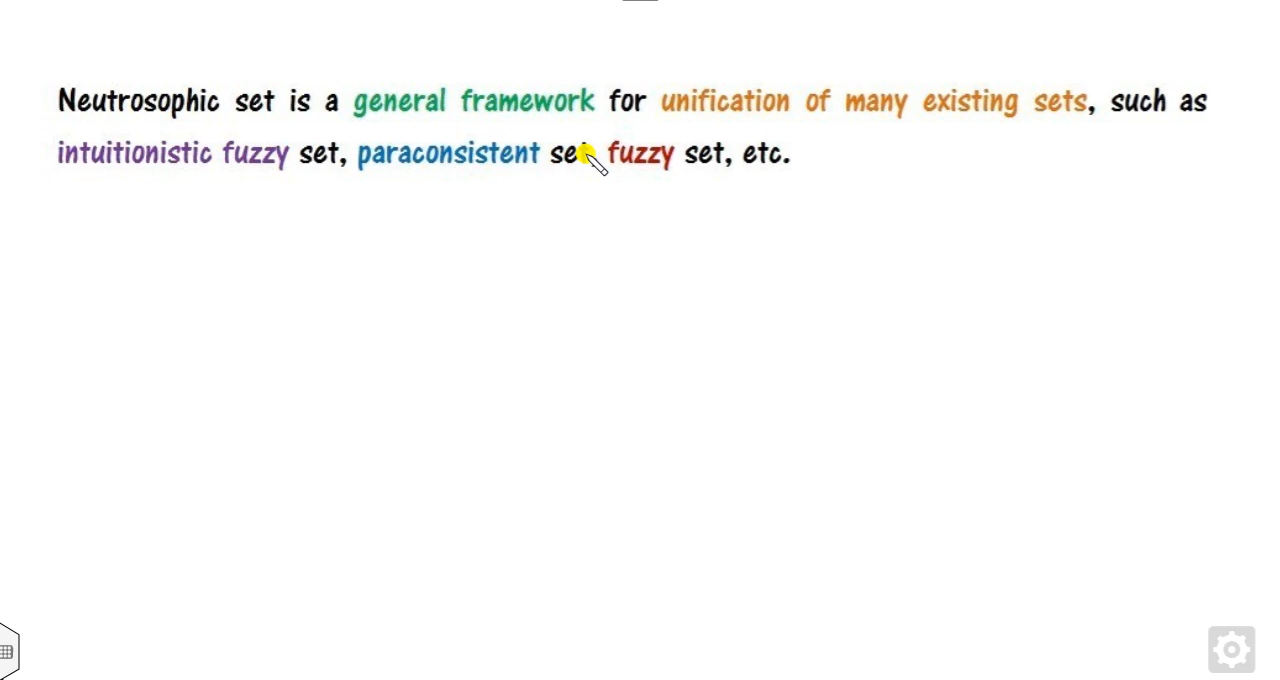 Neutrosophic set is a general framework for unification of many existing sets, such as
intuitionistic fuzzy set, paraconsistent set fuzzy set, etc.